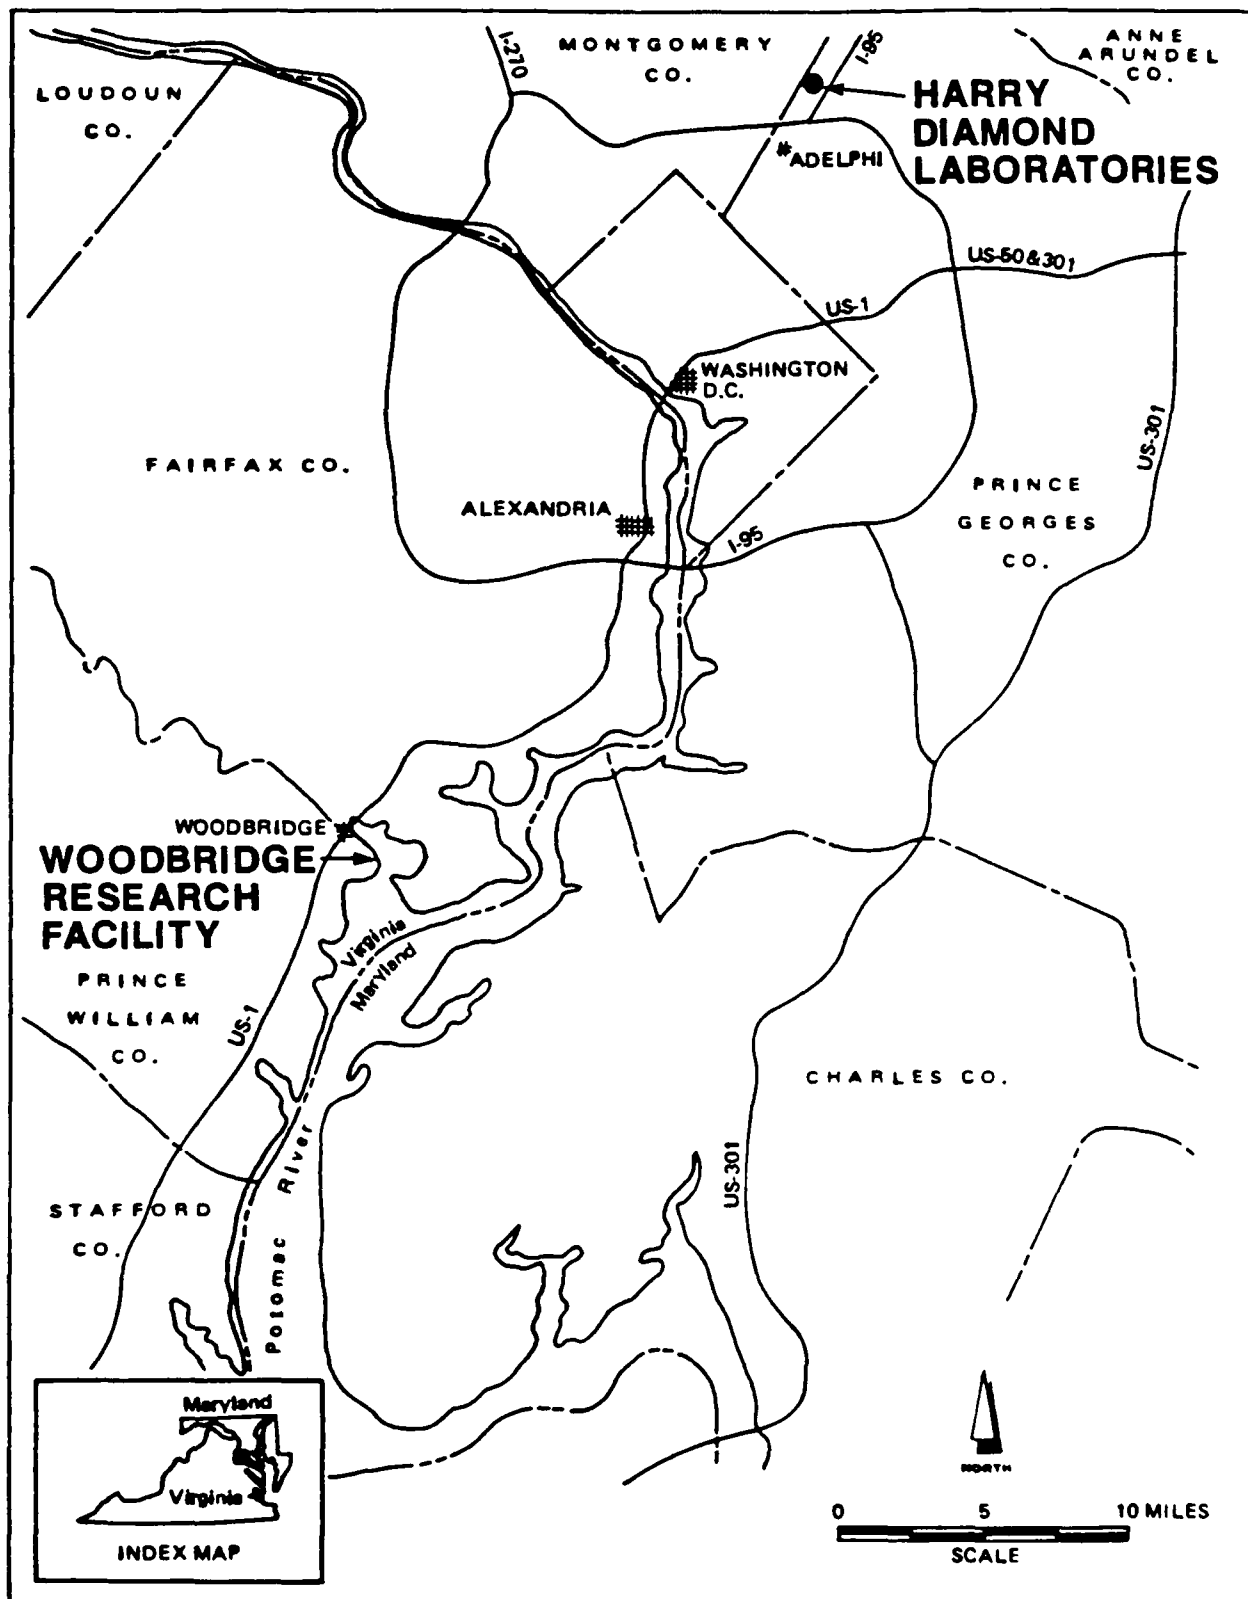 I-270
MONTGOMERY
CO.
I-95
ANNE
ARUNDEL
CO.
LOUDOUN
CO.
HARRY
DIAMOND
LABORATORIES
*ADELPHI
US-50&301
US-1
WASHINGTON
D.C.
FAIRFAX CO.
US-301
ALEXANDRIA
PRINCE
GEORGES
CO.
I-95
WOODBRIDGE
WOODBRIDGE
RESEARCH
FACILITY
Virginia
Maryland
PRINCE
WILLIAM
CO.
US-1
CHARLES CO.
River
Potomac
US-301
STAFFORD
CO.
Maryland
Virginia
INDEX MAP
NORTH
0 5 10 MILES
SCALE